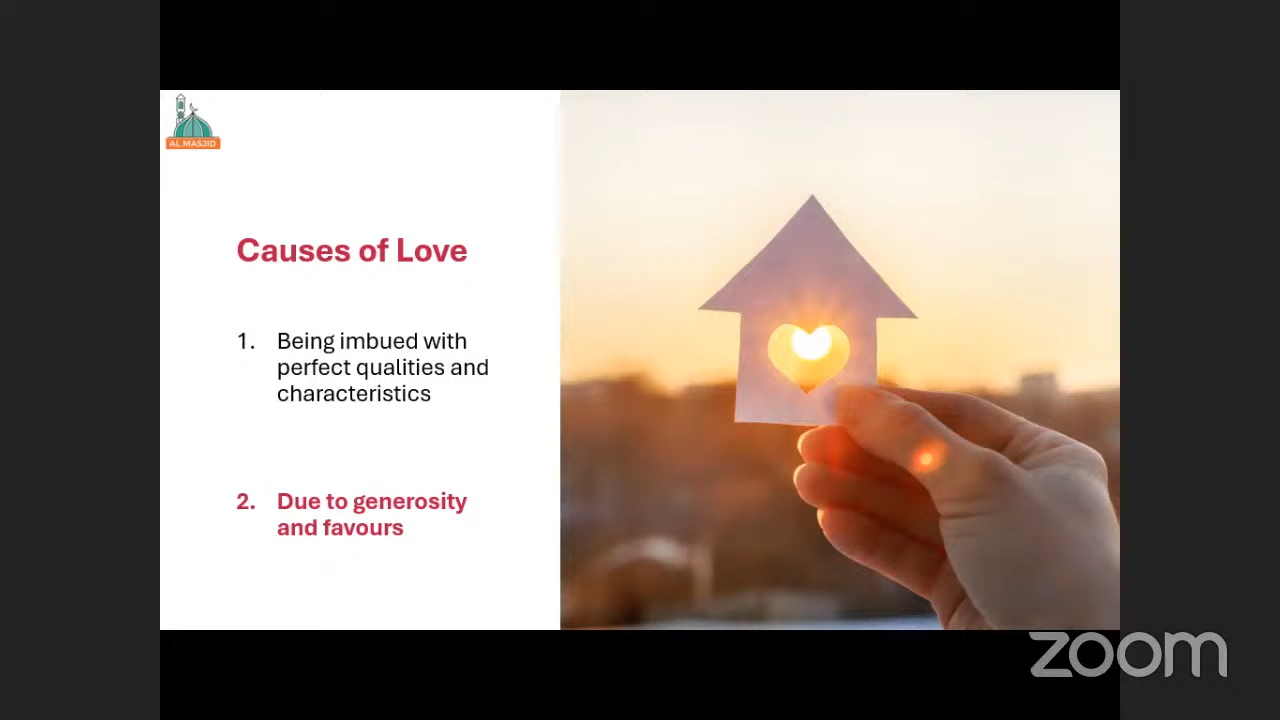 AL MASJID
Causes of Love
1. Being imbued with
perfect qualities and
characteristics
2. Due to generosity
and favours
zoom